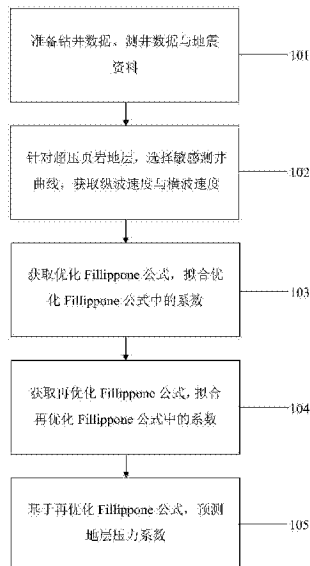 准备钻井数据、测井数据与地震
资料
101
针对超压页岩地层，选择敏感测井
曲线，获取纵波速度与横波速度
102
获取优化 Fillippone 公式，拟合优
化 Fillippone 公式中的系数
103
获取再优化 Fillippone 公式，拟合
再优化 Fillippone 公式中的系数
104
基于再优化 Fillippone 公式，预测
地层压力系数
105